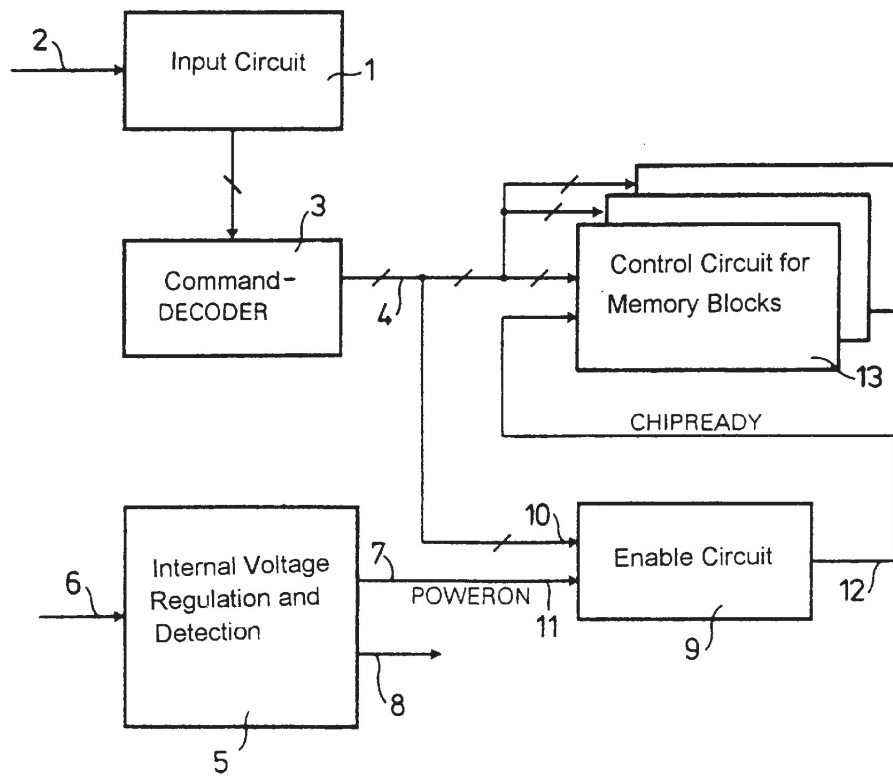 2
Input Circuit
1
3
Command-
DECODER
4
Control Circuit for
Memory Blocks
13
CHIPREADY
10
Enable Circuit
7
POWERON
11
12
9
6
Internal Voltage
Regulation and
Detection
8
5